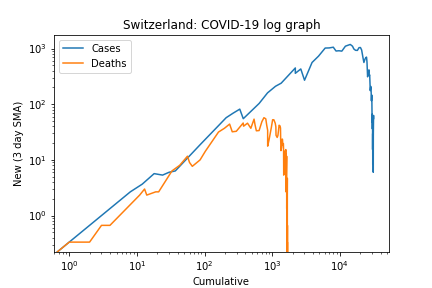 Switzerland: COVID-19 log graph
Cases
Deaths
New (3 day SMA)
10³
10²
10¹
10⁰
10⁰ 10¹ 10² 10³ 10⁴
Cumulative